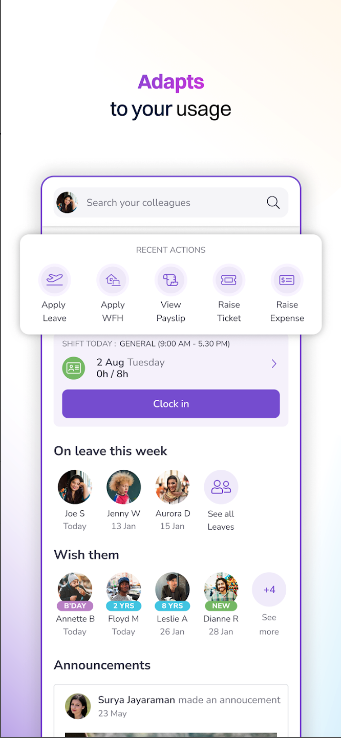 Adapts
to your usage
Search your colleagues
RECENT ACTIONS
Apply Leave
Apply WFH
View Payslip
Raise Ticket
Raise Expense
SHIFT TODAY : GENERAL (9:00 AM - 5.30 PM)
2 Aug Tuesday
0h / 8h
Clock in
On leave this week
Joe S
Today
Jenny W
13 Jan
Aurora D
15 Jan
See all
Leaves
Wish them
B'DAY
Annette B
Today
2 YRS
Floyd M
Today
8 YRS
Leslie A
26 Jan
NEW
Dianne R
28 Jan
+4
See
more
Announcements
Surya Jayaraman made an annoucement
23 May